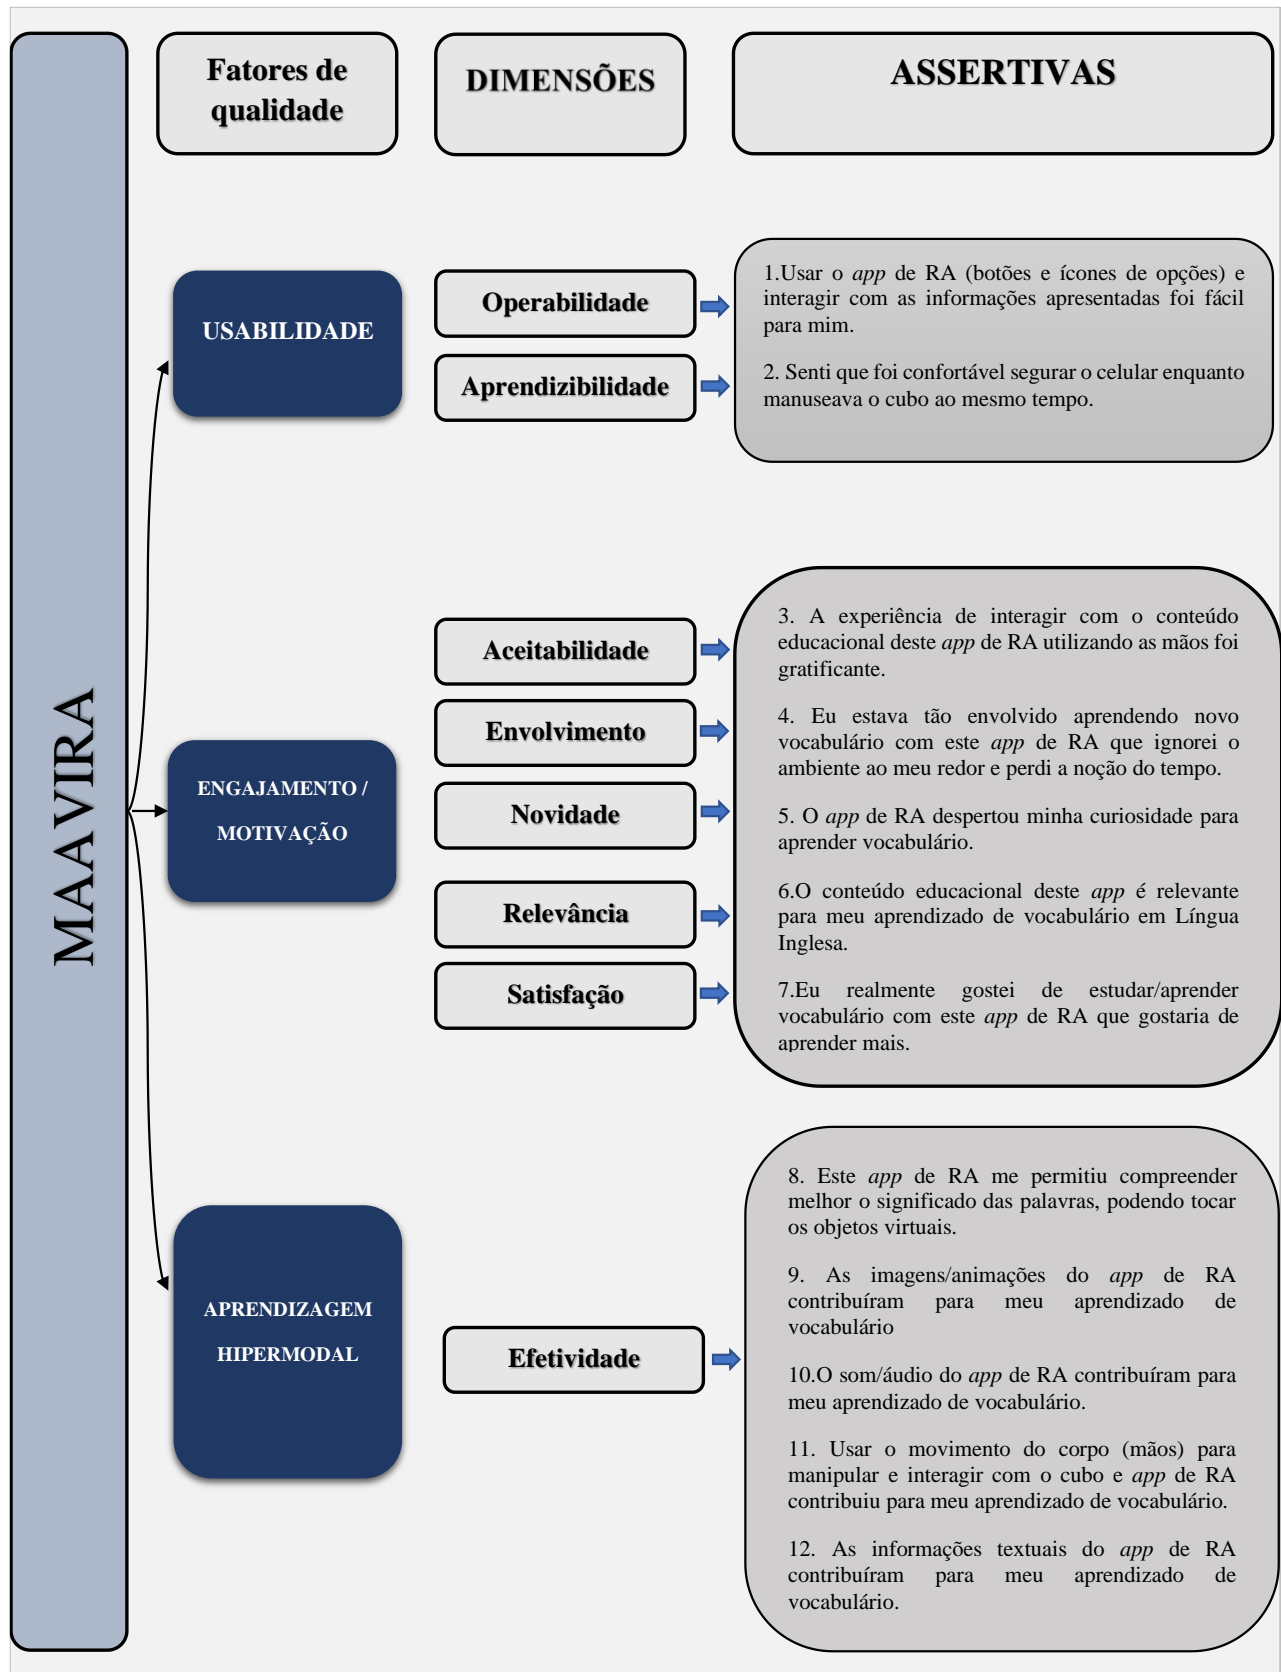 MAAVIRA
Fatores de
qualidade
DIMENSÕES
ASSERTIVAS
USABILIDADE
Operabilidade
Aprendizibilidade
1.Usar o app de RA (botões e ícones de opções) e
interagir com as informações apresentadas foi fácil
para mim.
2. Senti que foi confortável segurar o celular enquanto
manuseava o cubo ao mesmo tempo.
ENGAJAMENTO /
MOTIVAÇÃO
Aceitabilidade
Envolvimento
Novidade
Relevância
Satisfação
3. A experiência de interagir com o conteúdo
educacional deste app de RA utilizando as mãos foi
gratificante.
4. Eu estava tão envolvido aprendendo novo
vocabulário com este app de RA que ignorei o
ambiente ao meu redor e perdi a noção do tempo.
5. O app de RA despertou minha curiosidade para
aprender vocabulário.
6.O conteúdo educacional deste app é relevante
para meu aprendizado de vocabulário em Língua
Inglesa.
7.Eu realmente gostei de estudar/aprender
vocabulário com este app de RA que gostaria de
aprender mais.
APRENDIZAGEM
HIPERMODAL
Efetividade
8. Este app de RA me permitiu compreender
melhor o significado das palavras, podendo tocar
os objetos virtuais.
9. As imagens/animações do app de RA
contribuíram para meu aprendizado de
vocabulário
10.O som/áudio do app de RA contribuíram para
meu aprendizado de vocabulário.
11. Usar o movimento do corpo (mãos) para
manipular e interagir com o cubo e app de RA
contribuiu para meu aprendizado de vocabulário.
12. As informações textuais do app de RA
contribuíram para meu aprendizado de
vocabulário.